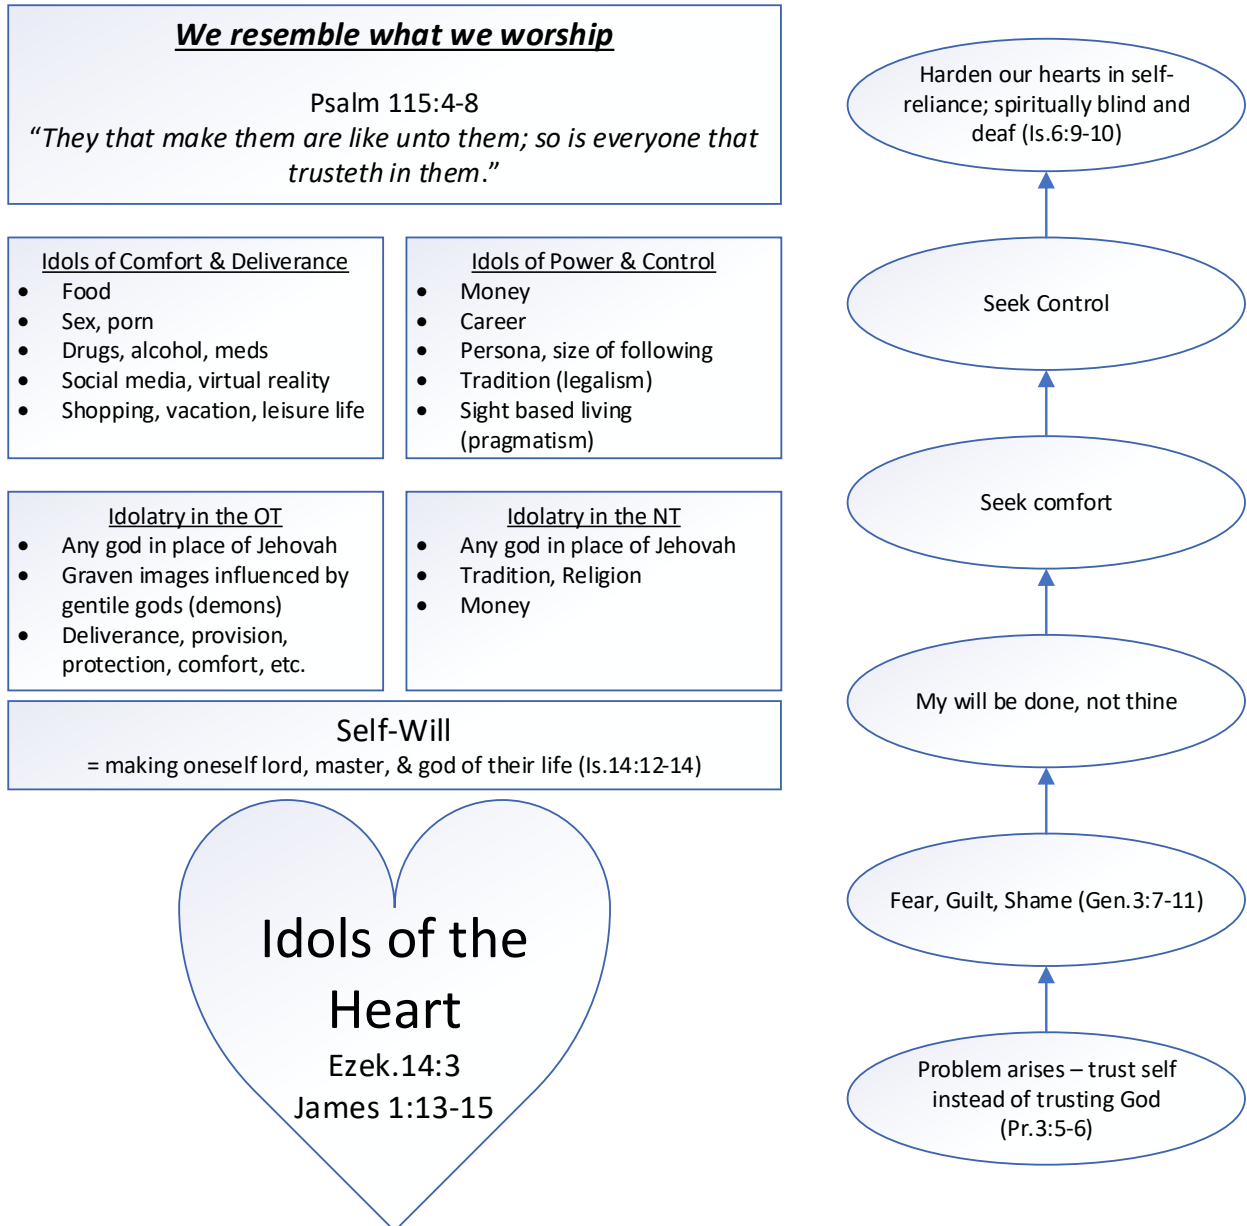 We resemble what we worship
Psalm 115:4-8
“They that make them are like unto them; so is everyone that
trusteth in them.”
Idols of Comfort & Deliverance
• Food
• Sex, porn
• Drugs, alcohol, meds
• Social media, virtual reality
• Shopping, vacation, leisure life
Idols of Power & Control
• Money
• Career
• Persona, size of following
• Tradition (legalism)
• Sight based living
(pragmatism)
Idolatry in the OT
• Any god in place of Jehovah
• Graven images influenced by
gentile gods (demons)
• Deliverance, provision,
protection, comfort, etc.
Idolatry in the NT
• Any god in place of Jehovah
• Tradition, Religion
• Money
Self-Will
= making oneself lord, master, & god of their life (Is.14:12-14)
Idols of the
Heart
Ezek.14:3
James 1:13-15
Harden our hearts in self-
reliance; spiritually blind and
deaf (Is.6:9-10)
Seek Control
Seek comfort
My will be done, not thine
Fear, Guilt, Shame (Gen.3:7-11)
Problem arises – trust self
instead of trusting God
(Pr.3:5-6)